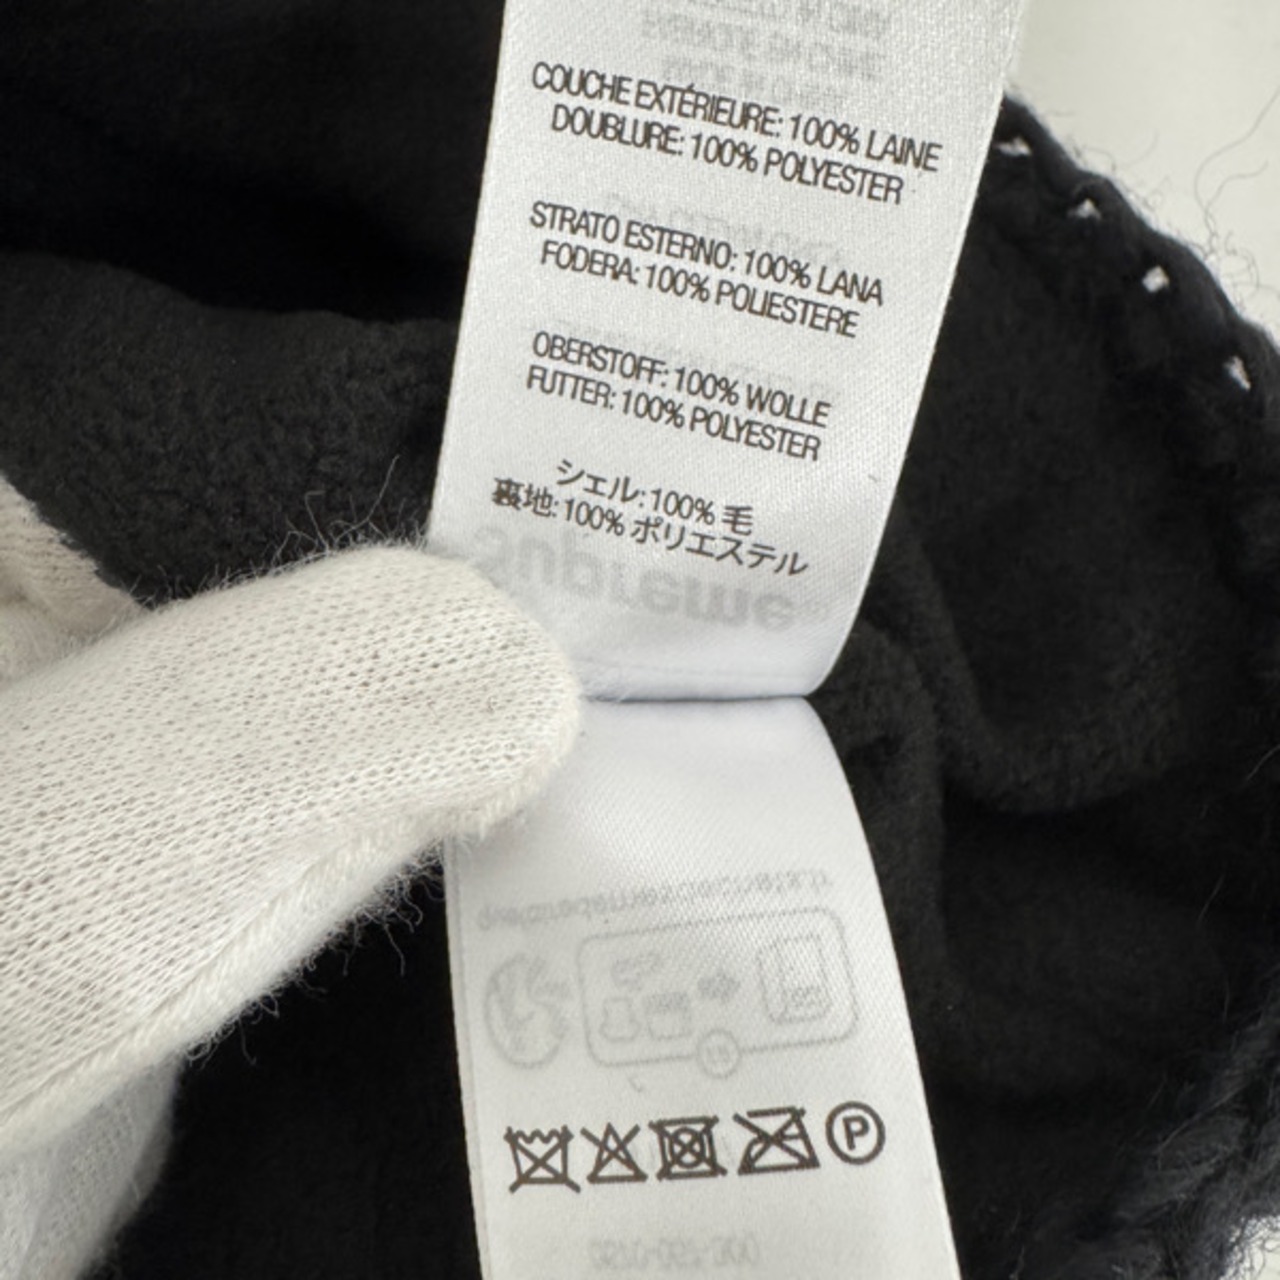 COUCHE EXTÉRIEURE: 100% LAINE
DOUBLURE: 100% POLYESTER
STRATO ESTERNO: 100% LANA
FODERA: 100% POLIESTERE
OBERSTOFF: 100% WOLLE
FUTTER: 100% POLYESTER
シェル: 100% 毛
裏地: 100% ポリエステル
supreme
P